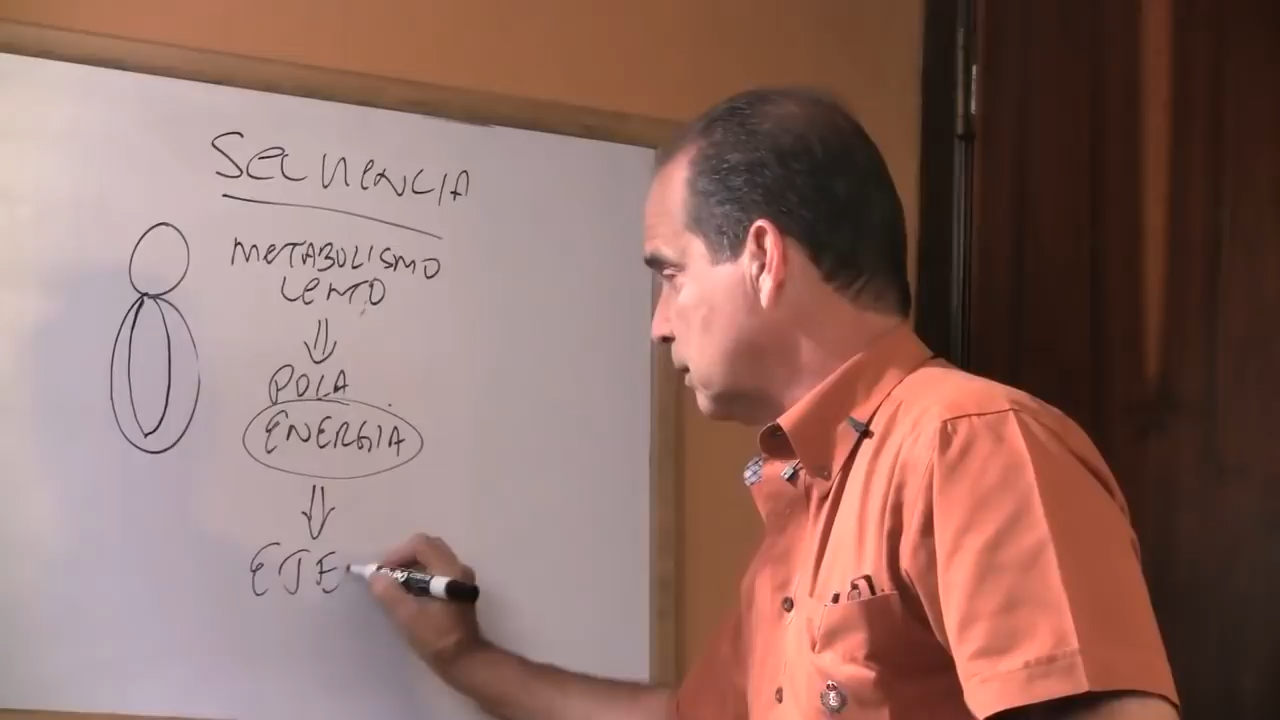 SECUENCIA
METABOLISMO
LENTO
POCA
ENERGIA
EJE